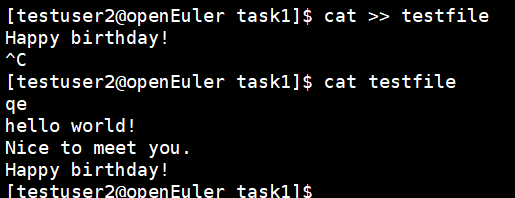 [testuser2@openEuler task1]$ cat >> testfile
Happy birthday!
^C
[testuser2@openEuler task1]$ cat testfile
qe
hello world!
Nice to meet you.
Happy birthday!
[testuser2@openEuler task1]$